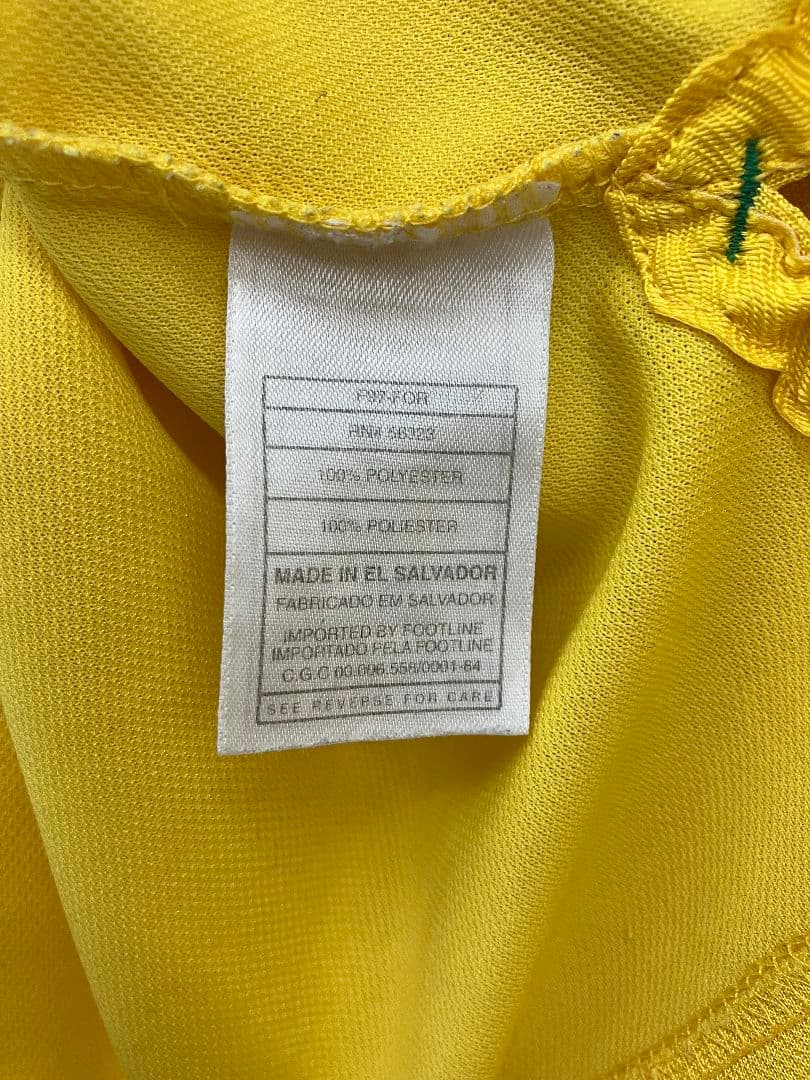 F97-FOR
RN# 56323
100% POLYESTER
100% POLIESTER
MADE IN EL SALVADOR
FABRICADO EM SALVADOR
IMPORTED BY FOOTLINE
IMPORTADO PELA FOOTLINE
C.G.C 00.006.558/0001-64
SEE REVERSE FOR CARE